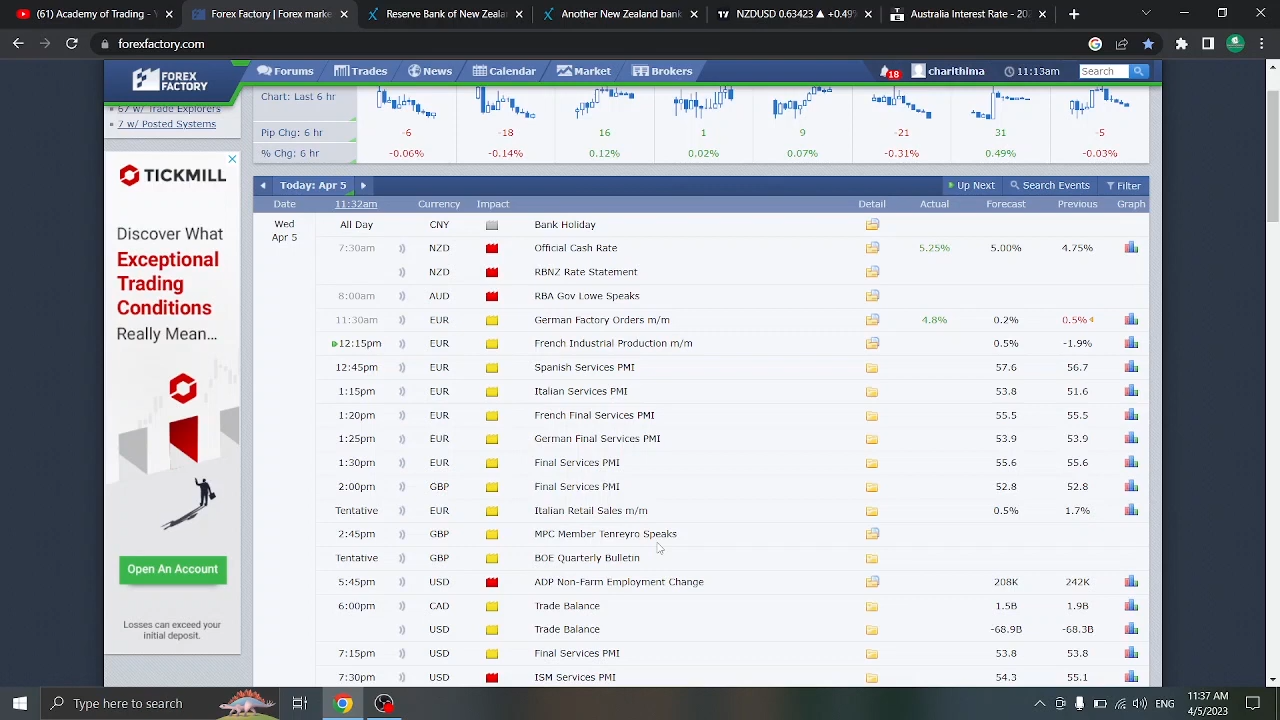 (61) Academy of Trading - Tickmill
(4) Apr 5 | Forex market
Reserve Bank of New Zeala
Another New Zealand bank
NZDUSD 0.63423 ▲ +0.49%
Australia Interest Rate - 202
forexfactory.com
FOREX FACTORY
Forums
Trades
News
Calendar
Market
Brokers
18
charithima
11:13am
Search
67 w/ Trade Explorers
7 w/ Posted Systems
Chart: Last 6 hr
Pip Chg: 6 hr -6 -18 16 1 9 -21 31 -5
% Chg: 6 hr -0.06% -0.14% 0.12% 0.02% 0.07% -0.31% 0.49% -0.03%
TICKMILL
Discover What
Exceptional
Trading
Conditions
Really Mean...
Open An Account
Losses can exceed your
initial deposit.
Today: Apr 5 Up Next Search Events Filter
Date 11:32am Currency Impact Detail Actual Forecast Previous Graph
Wed
Apr 5
All Day CNY Bank Holiday
7:30am NZD Official Cash Rate 5.25% 5.00% 4.75%
NZD RBNZ Rate Statement
8:00am AUD RBA Gov Lowe Speaks
11:30am EUR German Factory Orders m/m 4.8% 0.2% 0.5%
12:15pm EUR French Industrial Production m/m 0.5% -1.9%
12:45pm EUR Spanish Services PMI 57.6 56.7
1:15pm EUR Italian Services PMI 53.8 51.6
1:20pm EUR French Final Services PMI 55.5 55.5
1:25pm EUR German Final Services PMI 53.9 53.9
1:30pm EUR Final Services PMI 55.6 55.6
2:00pm GBP Final Services PMI 52.8 52.8
Tentative EUR Italian Retail Sales m/m 0.5% 1.7%
2:45pm GBP MPC Member Tenreyro Speaks
Tentative GBP BOE Quarterly Bulletin
5:45pm USD ADP Non-Farm Employment Change 208K 242K
6:00pm CAD Trade Balance 1.5B 1.9B
USD Trade Balance -68.9B -68.3B
7:15pm USD Final Services PMI 53.8 53.8
7:30pm USD ISM Services PMI 54.3 55.1
Type here to search
ENG
11:37 AM
4/5/2023